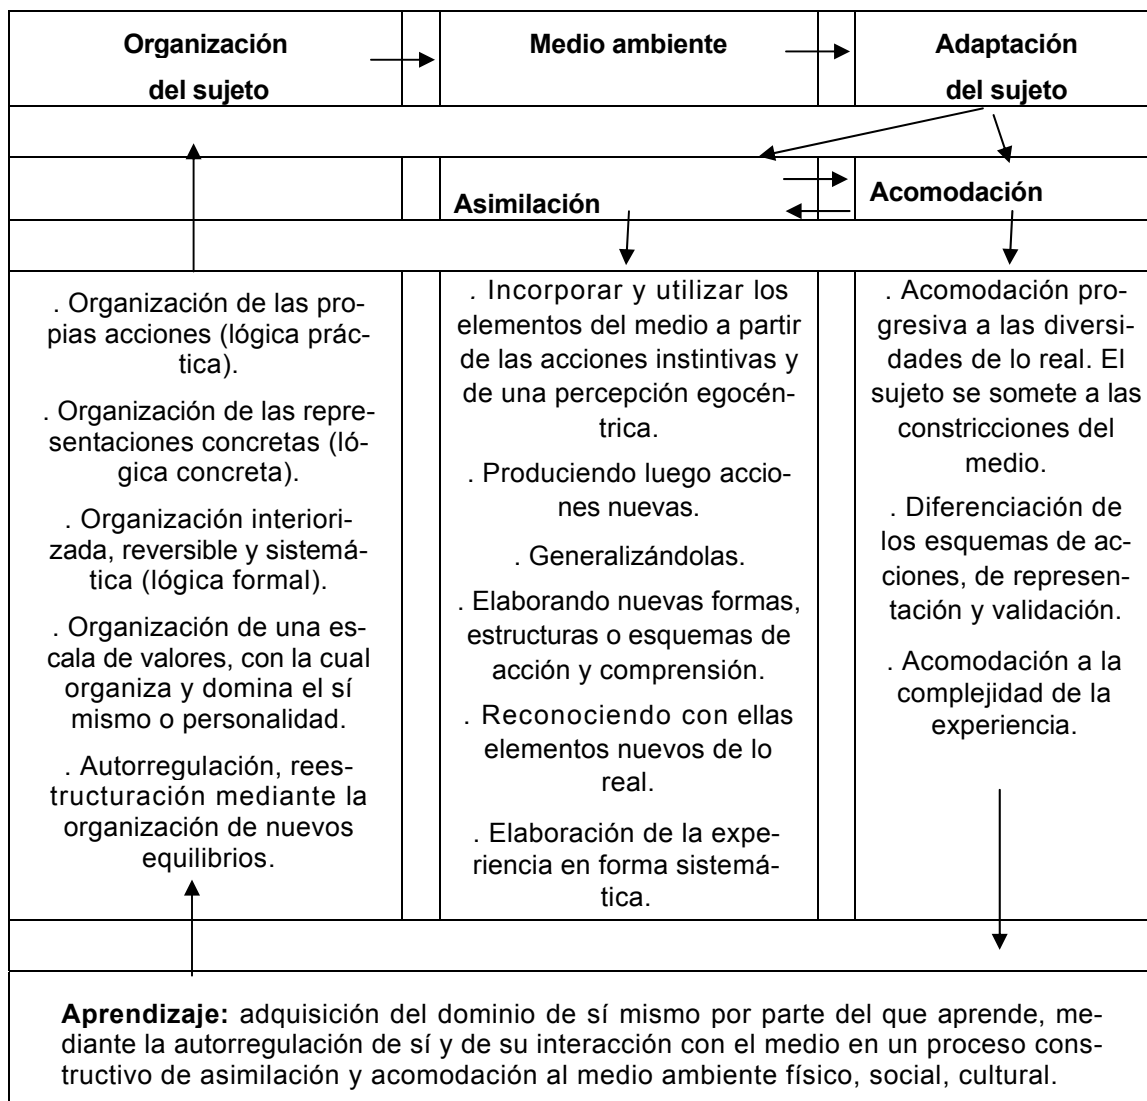 Organización
del sujeto
Medio ambiente
Adaptación
del sujeto
Asimilación
Acomodación
. Organización de las pro-
pias acciones (lógica prác-
tica).
. Organización de las repre-
sentaciones concretas (ló-
gica concreta).
. Organización interiori-
zada, reversible y sistemá-
tica (lógica formal).
. Organización de una es-
cala de valores, con la cual
organiza y domina el sí
mismo o personalidad.
. Autorregulación, rees-
tructuración mediante la
organización de nuevos
equilibrios.
. Incorporar y utilizar los
elementos del medio a partir
de las acciones instintivas y
de una percepción egocén-
trica.
. Produciendo luego accio-
nes nuevas.
. Generalizándolas.
. Elaborando nuevas formas,
estructuras o esquemas de
acción y comprensión.
. Reconociendo con ellas
elementos nuevos de lo
real.
. Elaboración de la expe-
riencia en forma sistemá-
tica.
. Acomodación pro-
gresiva a las diversi-
dades de lo real. El
sujeto se somete a las
constricciones del
medio.
. Diferenciación de
los esquemas de ac-
ciones, de represen-
tación y validación.
. Acomodación a la
complejidad de la
experiencia.
Aprendizaje: adquisición del dominio de sí mismo por parte del que aprende, me-
diante la autorregulación de sí y de su interacción con el medio en un proceso cons-
tructivo de asimilación y acomodación al medio ambiente físico, social, cultural.